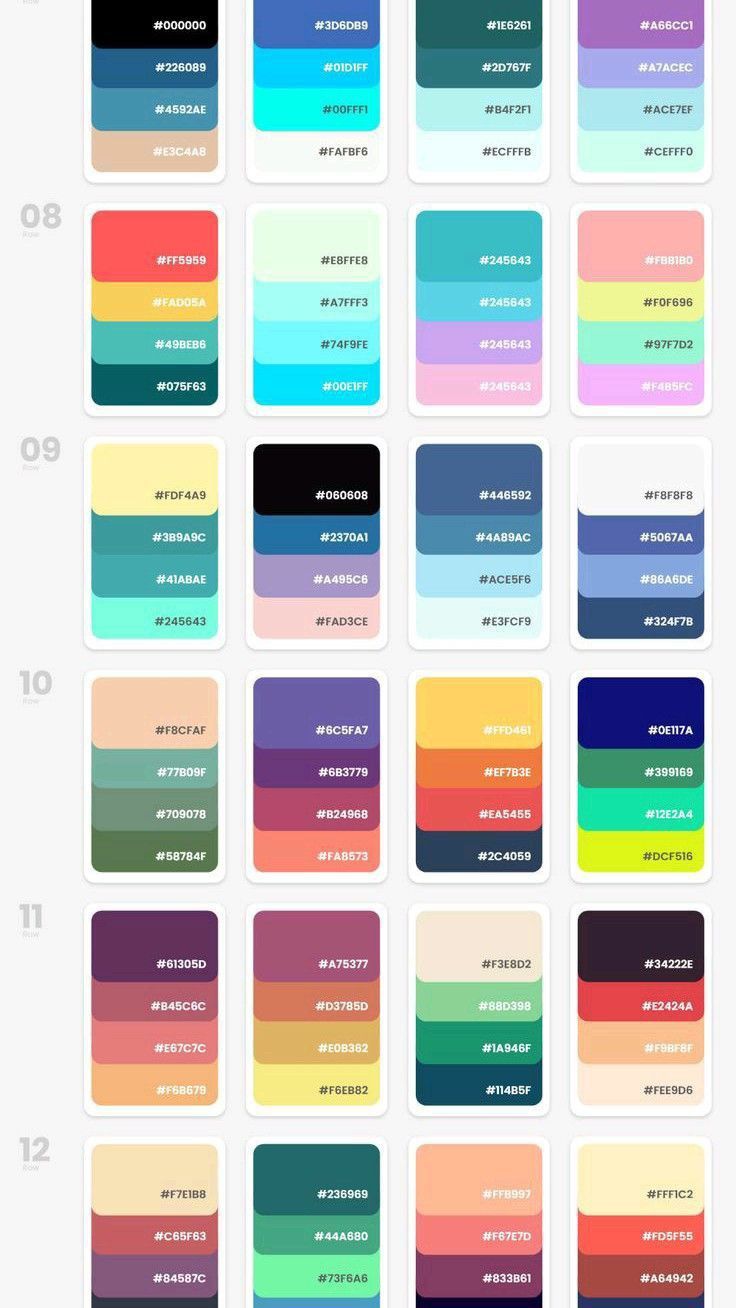 Row
#000000
#226089
#4592AE
#E3C4A8
#3D6DB9
#01D1FF
#00FFF1
#FAFBF6
#1E6261
#2D767F
#B4F2F1
#ECFFFB
#A66CC1
#A7ACEC
#ACE7EF
#CEFFF0
08
Row
#FF5959
#FAD05A
#49BEB6
#075F63
#E8FFE8
#A7FFF3
#74F9FE
#00E1FF
#245643
#245643
#245643
#245643
#FBB1B0
#F0F696
#97F7D2
#F4B5FC
09
Row
#FDF4A9
#3B9A9C
#41ABAE
#245643
#060608
#2370A1
#A495C6
#FAD3CE
#446592
#4A89AC
#ACE5F6
#E3FCF9
#F8F8F8
#5067AA
#86A6DE
#324F7B
10
Row
#F8CFAF
#77B09F
#709078
#58784F
#6C5FA7
#6B3779
#B24968
#FA8573
#FFD461
#EF7B3E
#EA5455
#2C4059
#0E117A
#399169
#12E2A4
#DCF516
11
Row
#61305D
#B45C6C
#E67C7C
#F6B679
#A75377
#D3785D
#E0B362
#F6EB82
#F3E8D2
#88D398
#1A946F
#114B5F
#34222E
#E2424A
#F9BF8F
#FEE9D6
12
Row
#F7E1B8
#C65F63
#84587C
#236969
#44A680
#73F6A6
#FFB997
#F67E7D
#833B61
#FFF1C2
#FD5F55
#A64942